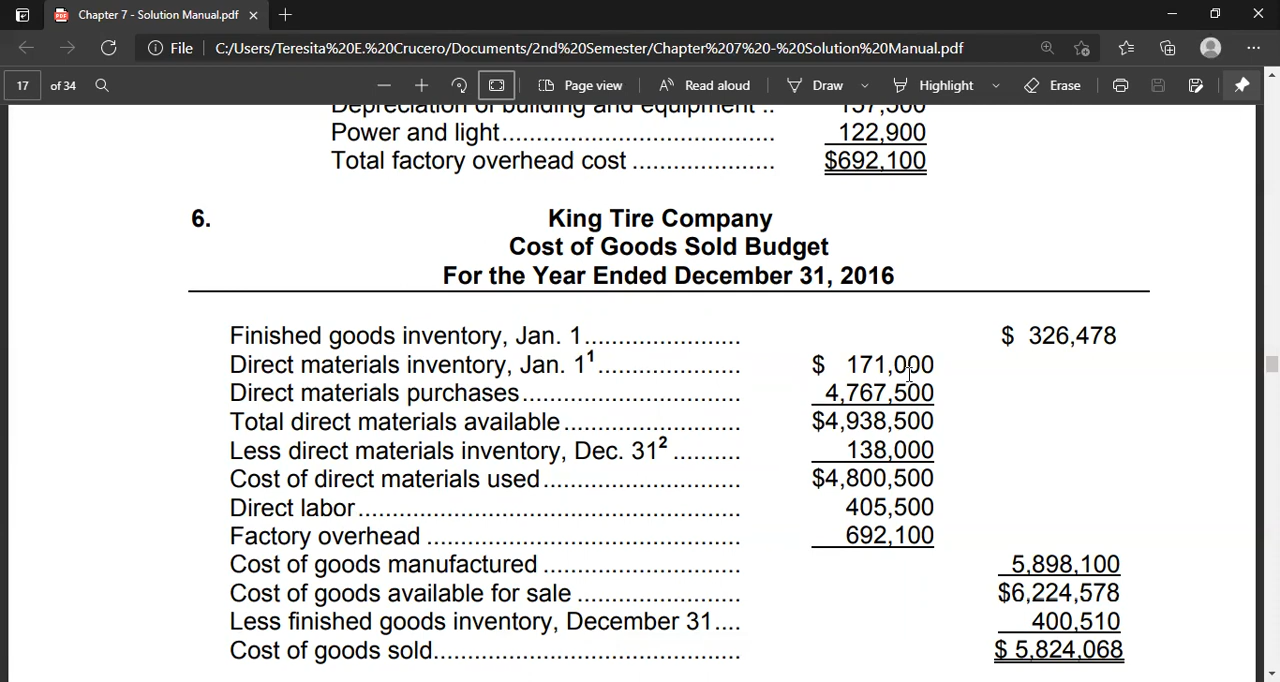 Chapter 7 - Solution Manual.pdf
File C:/Users/Teresita%20E.%20Crucero/Documents/2nd%20Semester/Chapter%207%20-%20Solution%20Manual.pdf
17 of 34 Page view Read aloud Draw Highlight Erase
Depreciation of building and equipment .. 137,500
Power and light................................... 122,900
Total factory overhead cost .................. $692,100
6. King Tire Company
Cost of Goods Sold Budget
For the Year Ended December 31, 2016
Finished goods inventory, Jan. 1...................... $ 326,478
Direct materials inventory, Jan. 1¹.................... $ 171,000
Direct materials purchases.............................. 4,767,500
Total direct materials available......................... $4,938,500
Less direct materials inventory, Dec. 31² .......... 138,000
Cost of direct materials used............................ $4,800,500
Direct labor..................................................... 405,500
Factory overhead ........................................... 692,100
Cost of goods manufactured ............................ 5,898,100
Cost of goods available for sale ....................... $6,224,578
Less finished goods inventory, December 31.... 400,510
Cost of goods sold........................................... $ 5,824,068